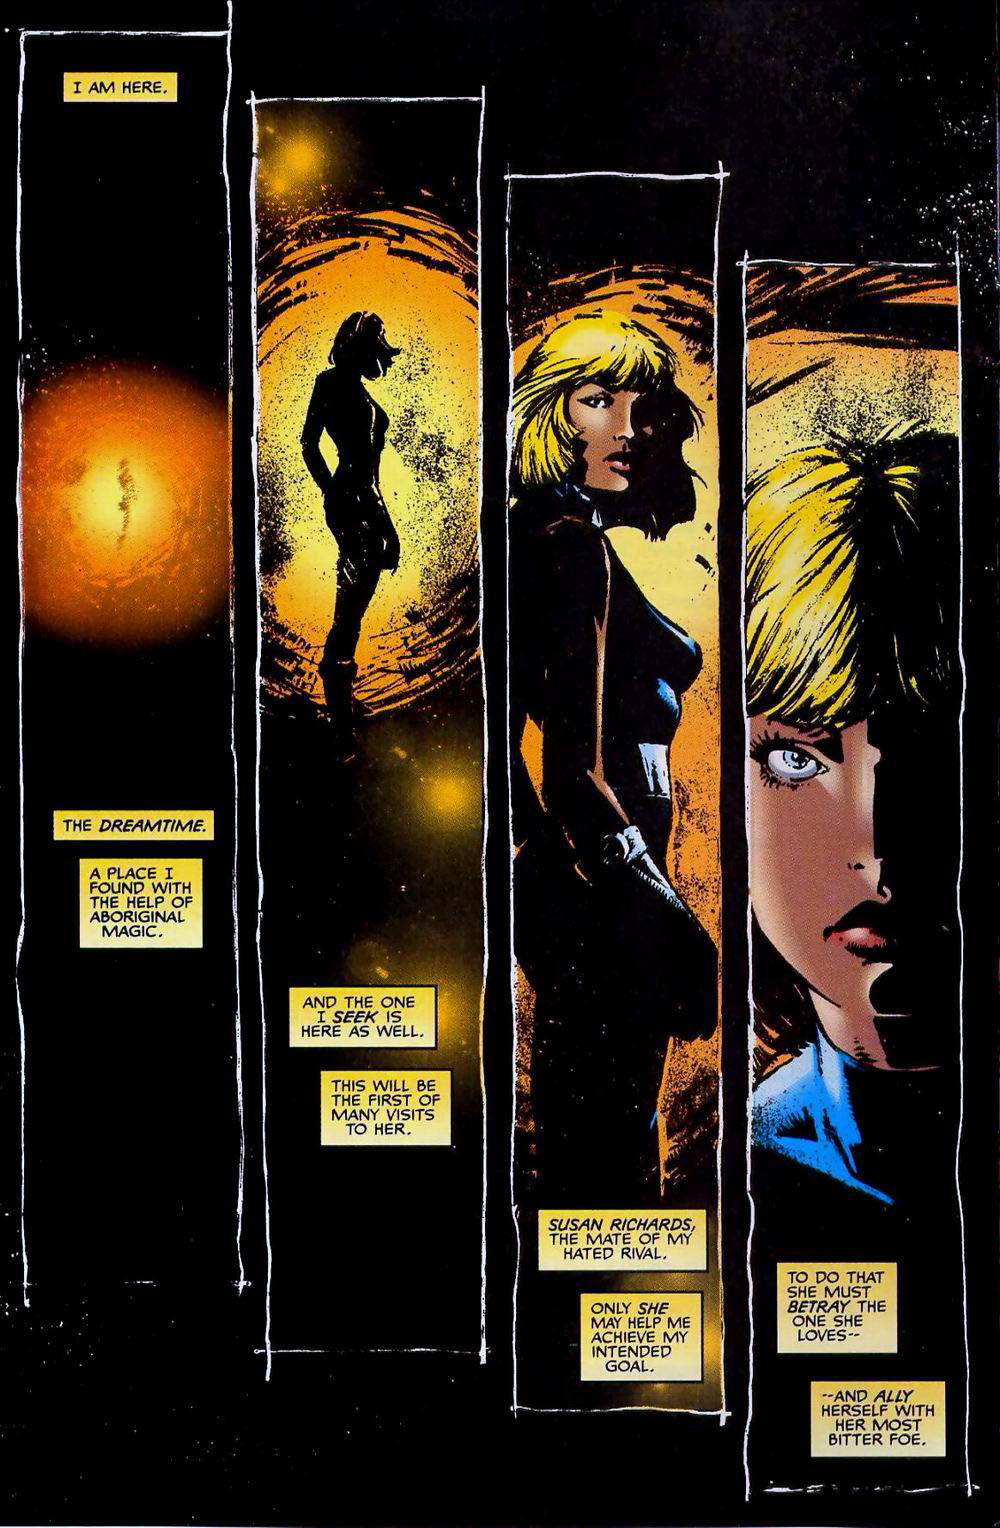 I AM HERE.
THE DREAMTIME.
A PLACE I
FOUND WITH
THE HELP OF
ABORIGINAL
MAGIC.
AND THE ONE
I SEEK IS
HERE AS WELL.
THIS WILL BE
THE FIRST OF
MANY VISITS
TO HER.
SUSAN RICHARDS,
THE MATE OF MY
HATED RIVAL.
ONLY SHE
MAY HELP ME
ACHIEVE MY
INTENDED
GOAL.
TO DO THAT
SHE MUST
BETRAY THE
ONE SHE
LOVES--
--AND ALLY
HERSELF WITH
HER MOST
BITTER FOE.